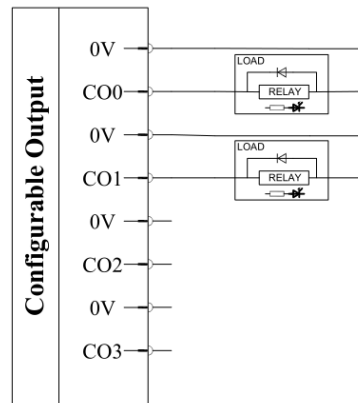 Configurable Output
0V
LOAD
CO0
RELAY
0V
LOAD
CO1
RELAY
0V
CO2
0V
CO3